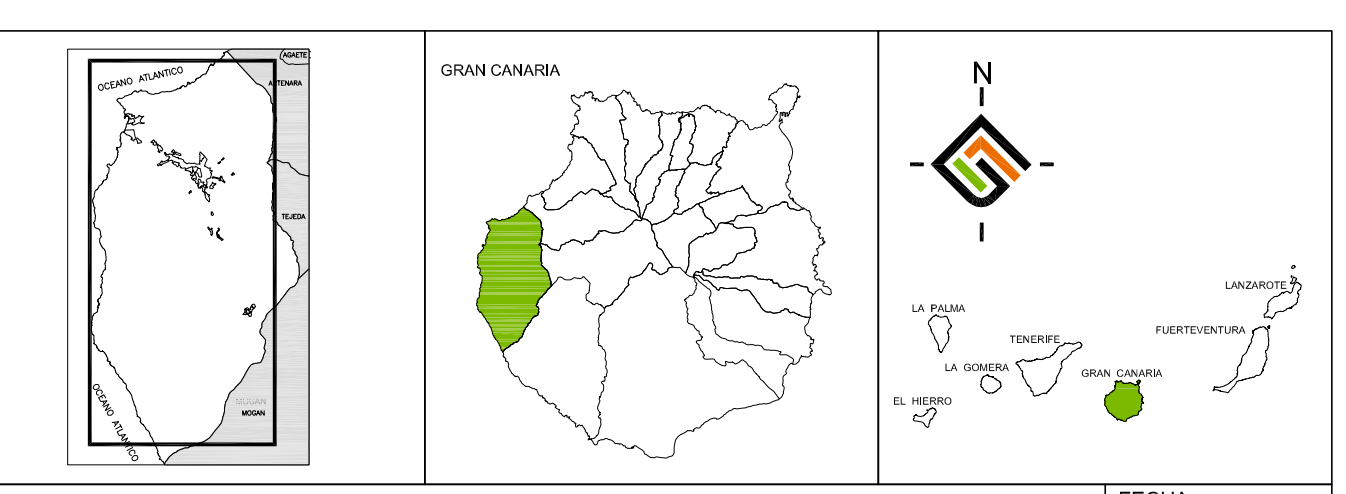 AGAETE
OCEANO ATLANTICO
ARTENARA
TEJEDA
MOGAN
MOGAN
OCEANO ATLANTICO
GRAN CANARIA
N
LANZAROTE
LA PALMA
FUERTEVENTURA
TENERIFE
LA GOMERA
GRAN CANARIA
EL HIERRO
FECHA